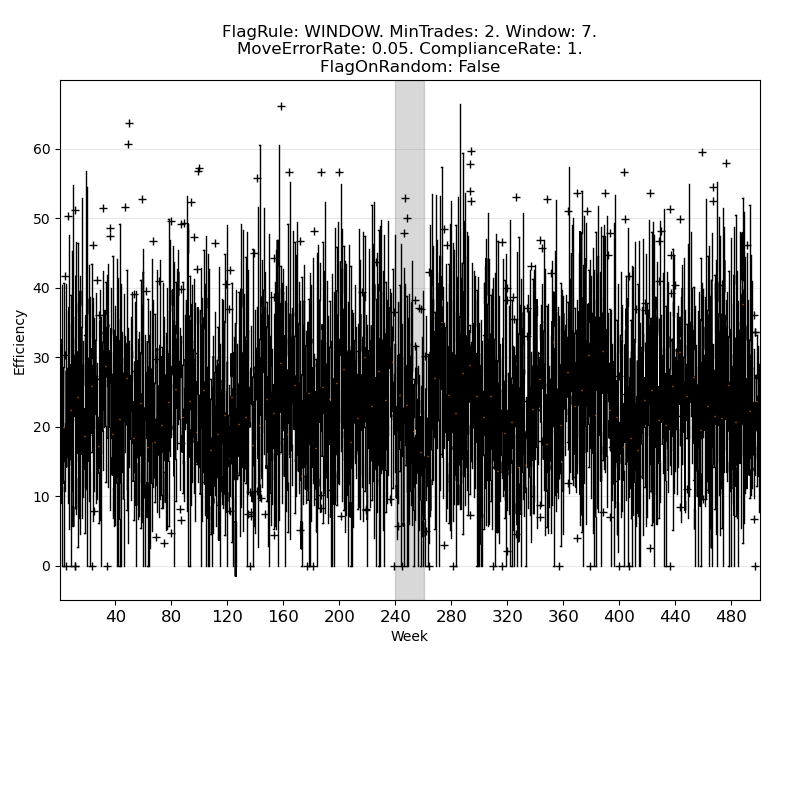 FlagRule: WINDOW. MinTrades: 2. Window: 7.
MoveErrorRate: 0.05. ComplianceRate: 1.
FlagOnRandom: False
60
50
40
30
20
10
0
Efficiency
40 80 120 160 200 240 280 320 360 400 440 480
Week